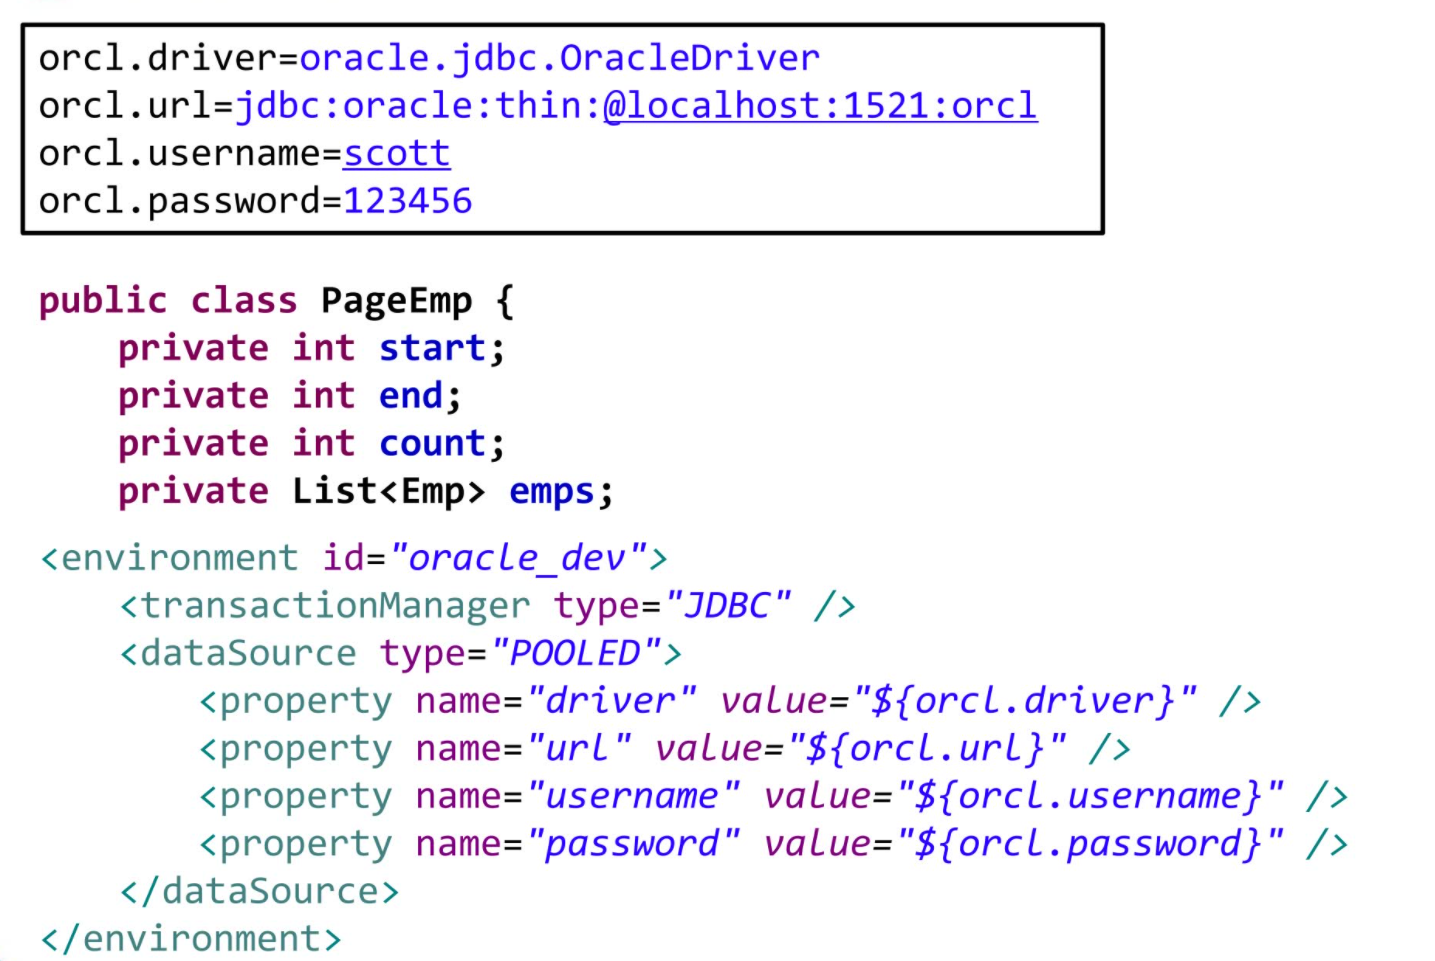 orcl.driver=oracle.jdbc.OracleDriver
orcl.url=jdbc:oracle:thin:@localhost:1521:orcl
orcl.username=scott
orcl.password=123456
public class PageEmp {
    private int start;
    private int end;
    private int count;
    private List<Emp> emps;
<environment id="oracle_dev">
    <transactionManager type="JDBC" />
    <dataSource type="POOLED">
        <property name="driver" value="${orcl.driver}" />
        <property name="url" value="${orcl.url}" />
        <property name="username" value="${orcl.username}" />
        <property name="password" value="${orcl.password}" />
    </dataSource>
</environment>